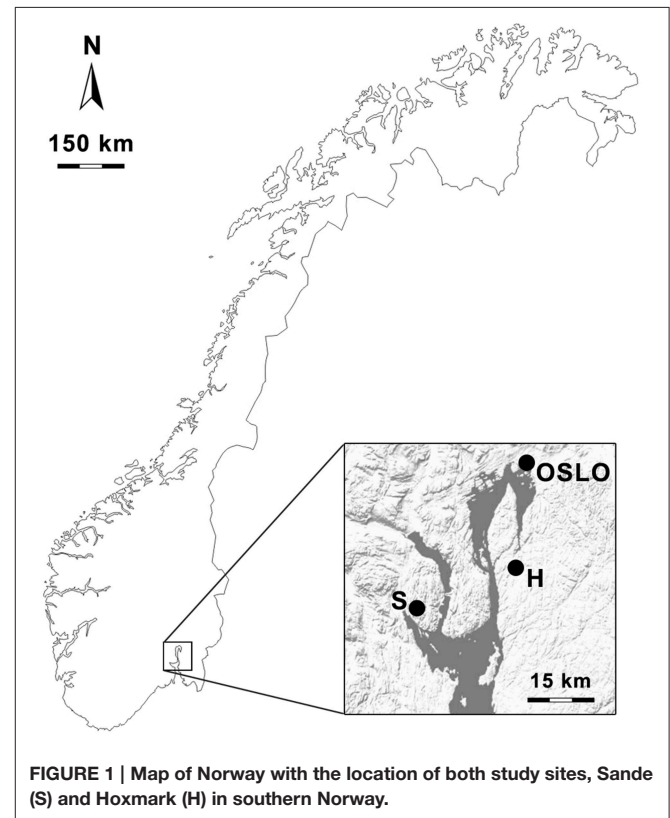 N
150 km
OSLO
H
S
15 km
FIGURE 1 | Map of Norway with the location of both study sites, Sande
(S) and Hoxmark (H) in southern Norway.